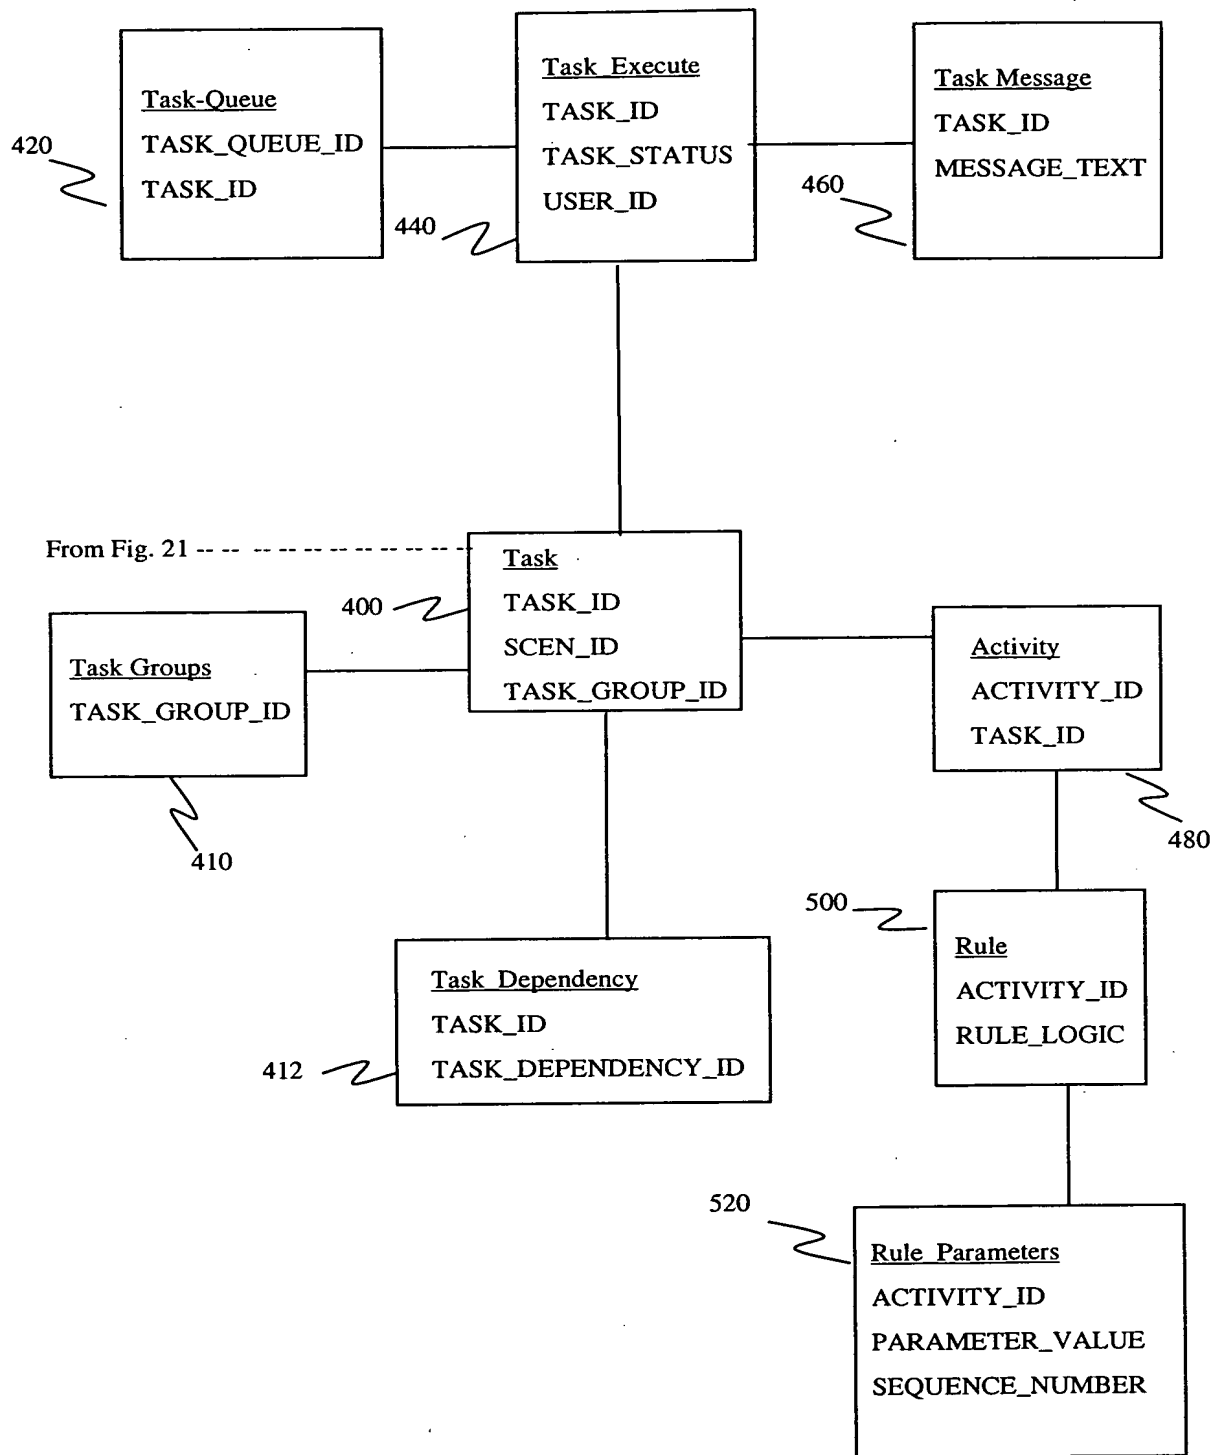 Task-Queue
TASK_QUEUE_ID
TASK_ID
420
Task_Execute
TASK_ID
TASK_STATUS
USER_ID
440
Task Message
TASK_ID
MESSAGE_TEXT
460
From Fig. 21
Task
TASK_ID
SCEN_ID
TASK_GROUP_ID
400
Task Groups
TASK_GROUP_ID
410
Activity
ACTIVITY_ID
TASK_ID
480
Task_Dependency
TASK_ID
TASK_DEPENDENCY_ID
412
500
Rule
ACTIVITY_ID
RULE_LOGIC
520
Rule_Parameters
ACTIVITY_ID
PARAMETER_VALUE
SEQUENCE_NUMBER